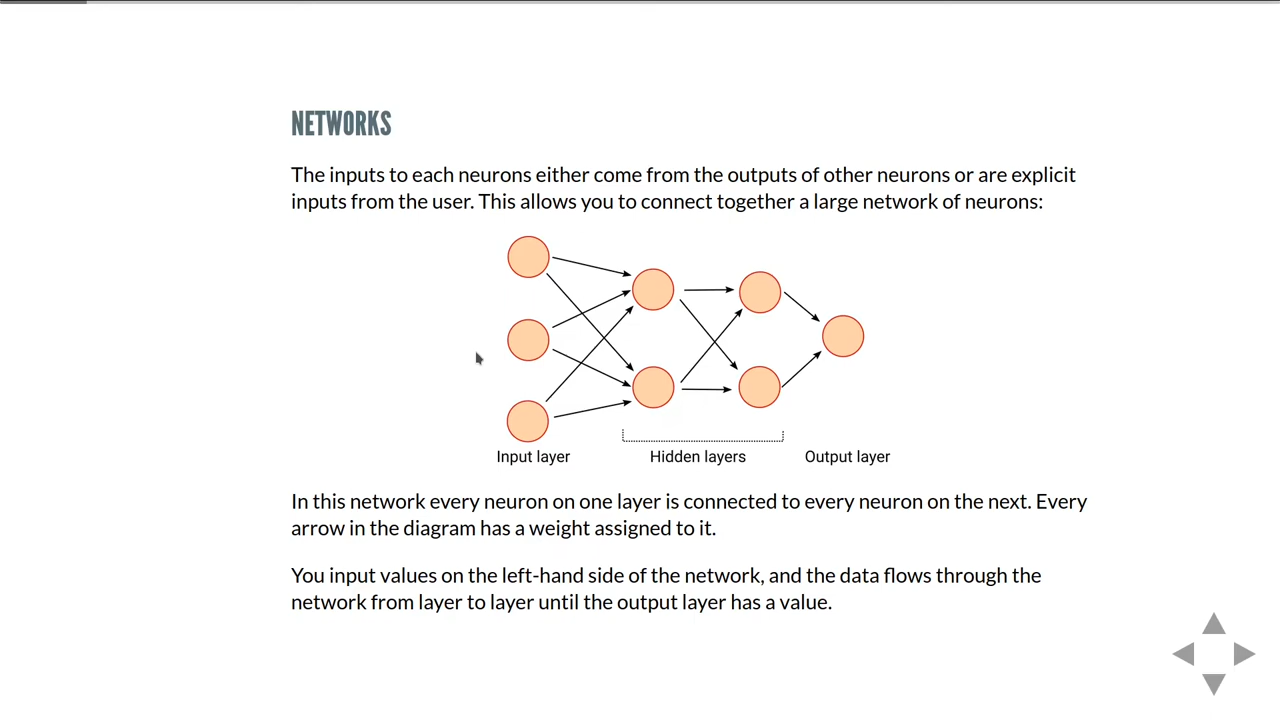 NETWORKS
The inputs to each neurons either come from the outputs of other neurons or are explicit
inputs from the user. This allows you to connect together a large network of neurons:
Input layer
Hidden layers
Output layer
In this network every neuron on one layer is connected to every neuron on the next. Every
arrow in the diagram has a weight assigned to it.
You input values on the left-hand side of the network, and the data flows through the
network from layer to layer until the output layer has a value.